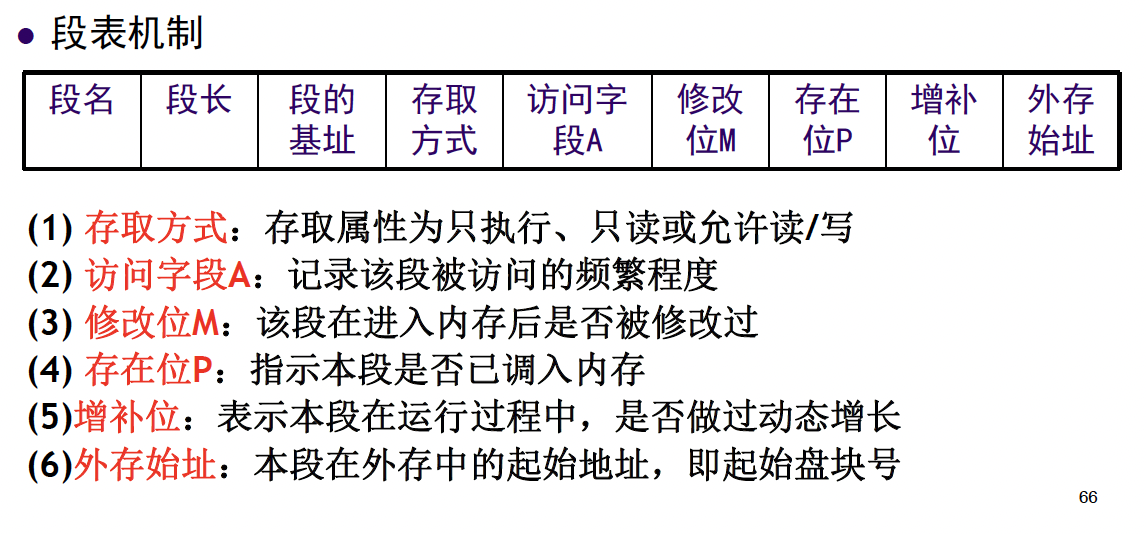 ● 段表机制
段名 段长 段的基址 存取方式 访问字段A 修改位M 存在位P 增补位 外存始址
(1) 存取方式：存取属性为只执行、只读或允许读/写
(2) 访问字段A：记录该段被访问的频繁程度
(3) 修改位M：该段在进入内存后是否被修改过
(4) 存在位P：指示本段是否已调入内存
(5)增补位：表示本段在运行过程中，是否做过动态增长
(6)外存始址：本段在外存中的起始地址，即起始盘块号
66